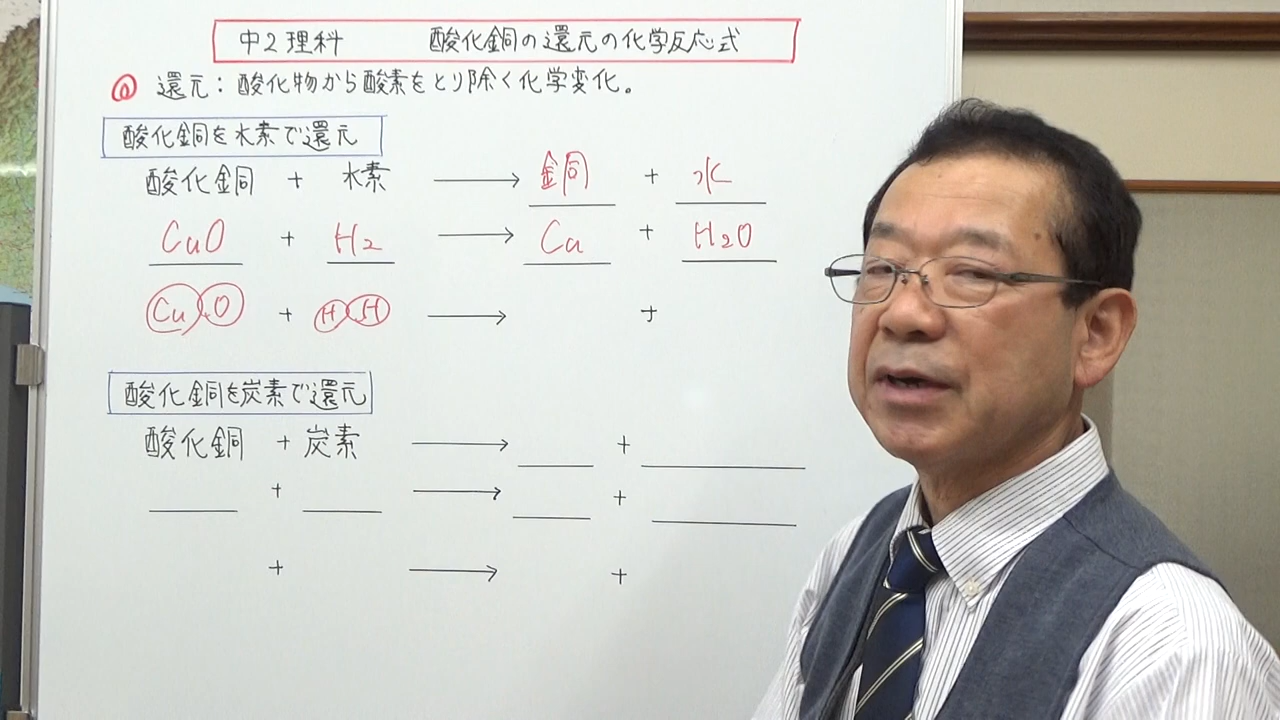 中2理科 酸化銅の還元の化学反応式
◎ 還元：酸化物から酸素をとり除く化学変化。
酸化銅を水素で還元
酸化銅 + 水素 → 銅 + 水
CuO + H2 → Cu + H2O
Cu O + H H → +
酸化銅を炭素で還元
酸化銅 + 炭素 → +
+ → +
+ → +